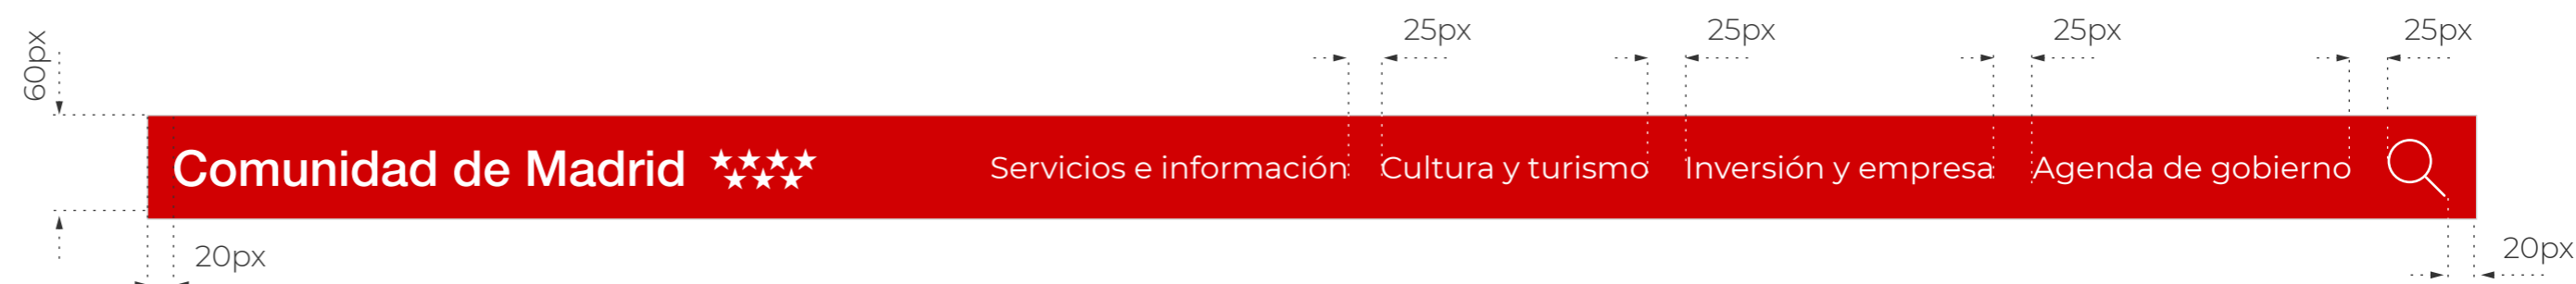 25px 25px 25px 25px
60px
Comunidad de Madrid Servicios e información Cultura y turismo Inversión y empresa Agenda de gobierno
20px 20px